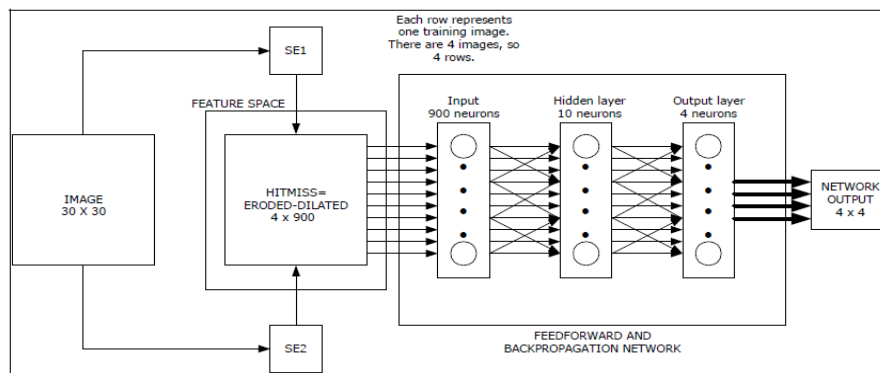 Each row represents
one training image.
There are 4 images, so
4 rows.
SE1
FEATURE SPACE
Input
900 neurons
Hidden layer
10 neurons
Output layer
4 neurons
IMAGE
30 X 30
HITMISS=
ERODED-DILATED
4 x 900
NETWORK
OUTPUT
4 x 4
SE2
FEEDFORWARD AND
BACKPROPAGATION NETWORK